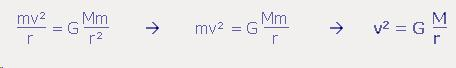 mv²/r = G Mm/r² → mv² = G Mm/r → v² = G M/r